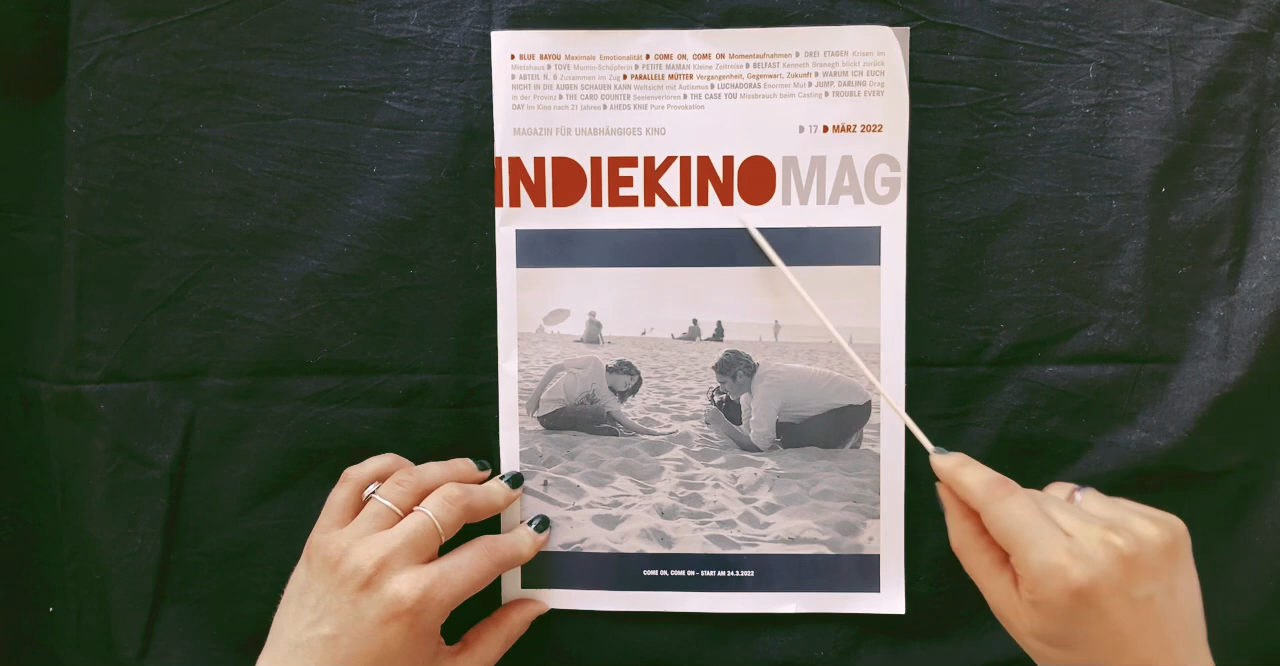 BLUE BAYOU Maximale Emotionalität COME ON, COME ON Momentaufnahmen DREI ETAGEN Krisen im
Mietshaus TOVE Mumin-Schöpferin PETITE MAMAN Kleine Zeitreise BELFAST Kenneth Branagh blickt zurück
ABTEIL N. 6 Zusammen im Zug PARALLELE MÜTTER Vergangenheit, Gegenwart, Zukunft WARUM ICH EUCH
NICHT IN DIE AUGEN SCHAUEN KANN Weltsicht mit Autismus LUCHADORAS Enormer Mut JUMP, DARLING Drag
in der Provinz THE CARD COUNTER Seelenverloren THE CASE YOU Missbrauch beim Casting TROUBLE EVERY
DAY Im Kino nach 21 Jahren AHEDS KNIE Pure Provokation
MAGAZIN FÜR UNABHÄNGIGES KINO 17 MÄRZ 2022
INDIEKINOMAG
COME ON, COME ON – START AM 24.3.2022